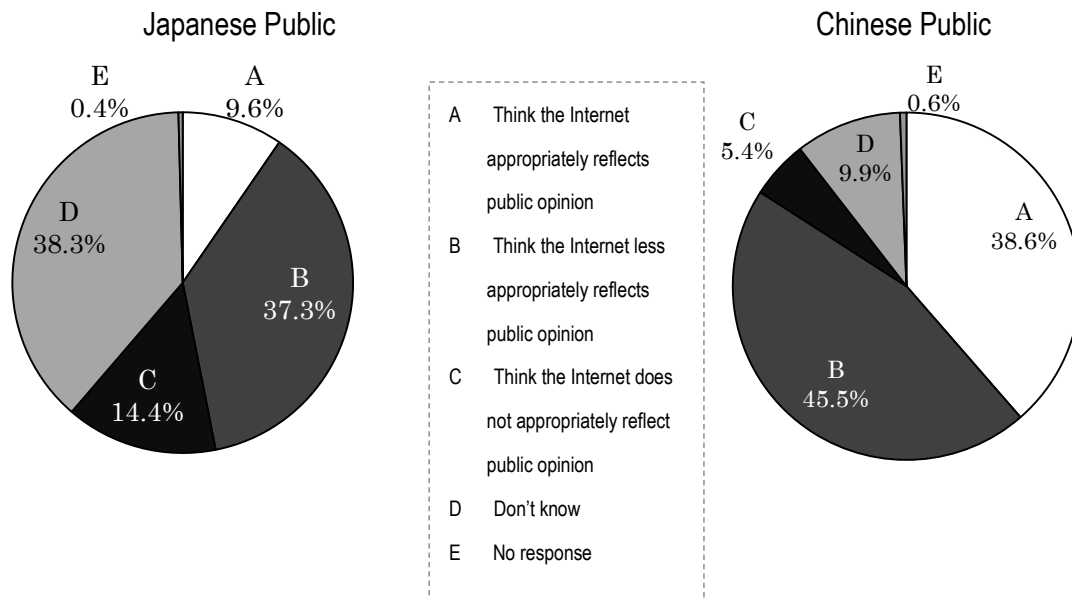 Japanese Public
E
0.4%
A
9.6%
D
38.3%
B
37.3%
C
14.4%
A Think the Internet
appropriately reflects
public opinion
B Think the Internet less
appropriately reflects
public opinion
C Think the Internet does
not appropriately reflect
public opinion
D Don't know
E No response
Chinese Public
E
0.6%
C
5.4%
D
9.9%
A
38.6%
B
45.5%